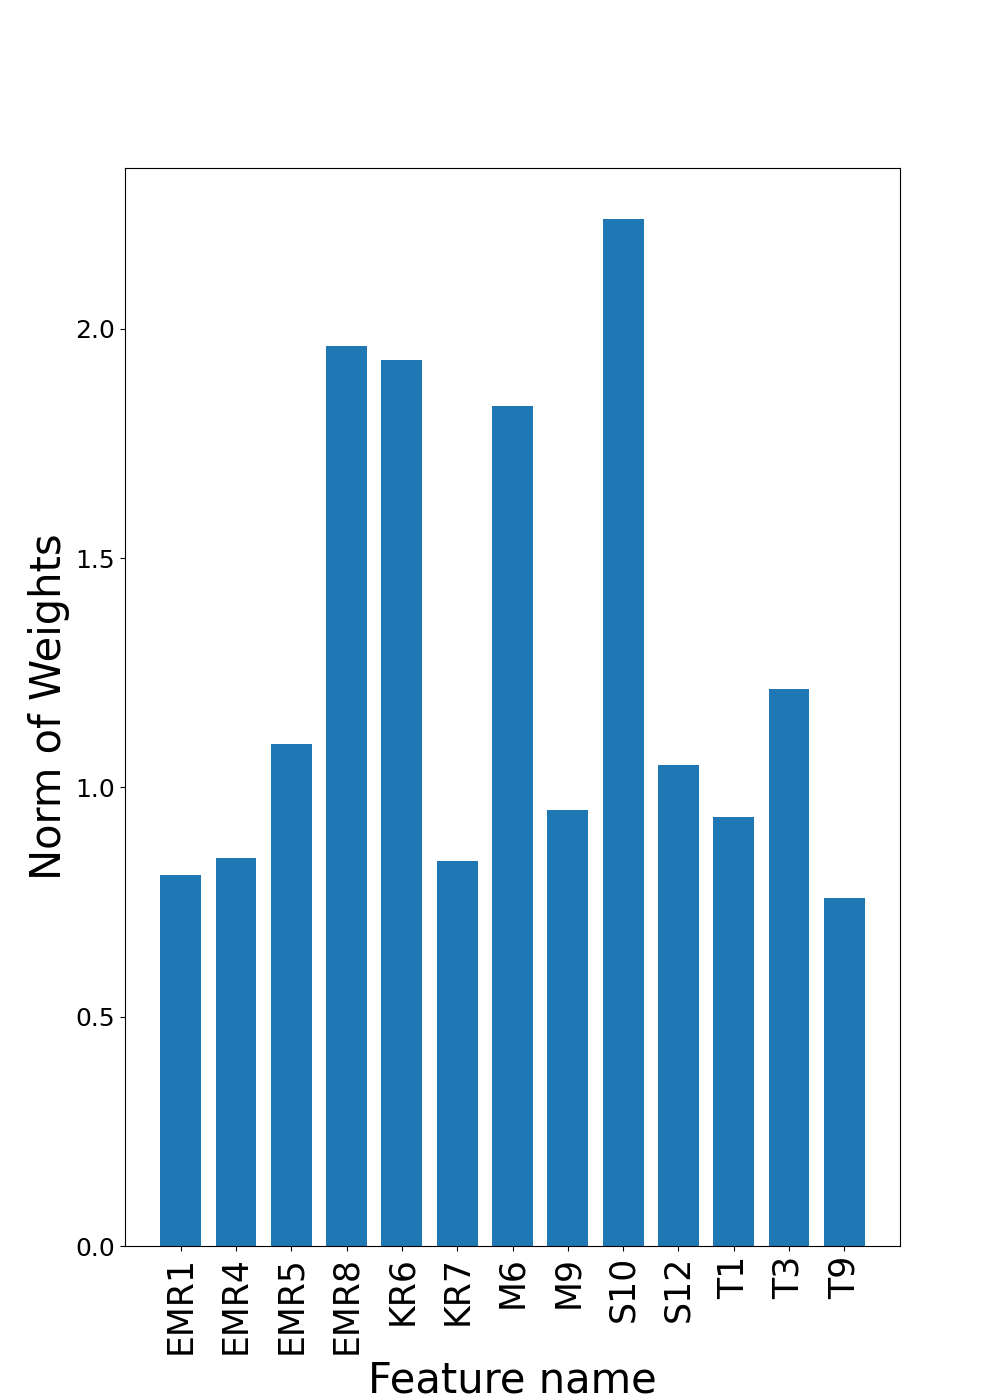 Norm of Weights
2.0
1.5
1.0
0.5
0.0
EMR1
EMR4
EMR5
EMR8
KR6
KR7
M6
M9
S10
S12
T1
T3
T9
Feature name